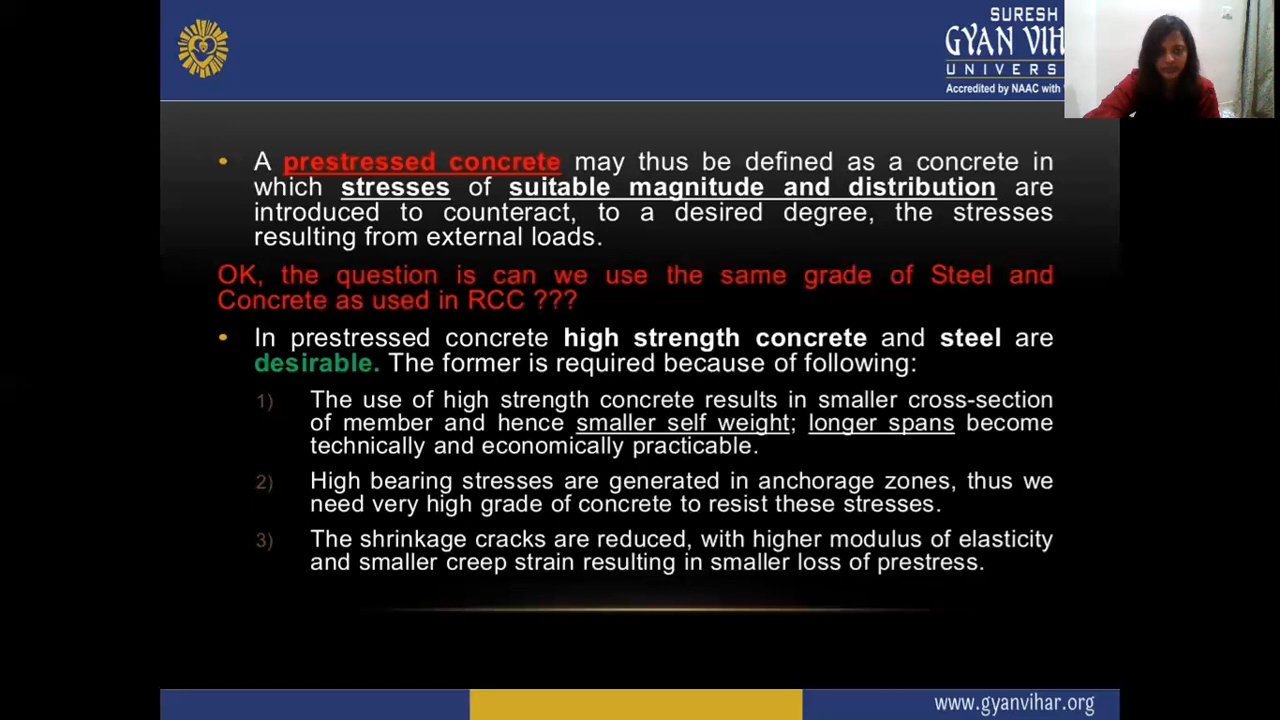 SURESH
GYAN VIH
UNIVERS
Accredited by NAAC with
• A prestressed concrete may thus be defined as a concrete in
which stresses of suitable magnitude and distribution are
introduced to counteract, to a desired degree, the stresses
resulting from external loads.
OK, the question is can we use the same grade of Steel and
Concrete as used in RCC ???
• In prestressed concrete high strength concrete and steel are
desirable. The former is required because of following:
1) The use of high strength concrete results in smaller cross-section
of member and hence smaller self weight; longer spans become
technically and economically practicable.
2) High bearing stresses are generated in anchorage zones, thus we
need very high grade of concrete to resist these stresses.
3) The shrinkage cracks are reduced, with higher modulus of elasticity
and smaller creep strain resulting in smaller loss of prestress.
www.gyanvihar.org